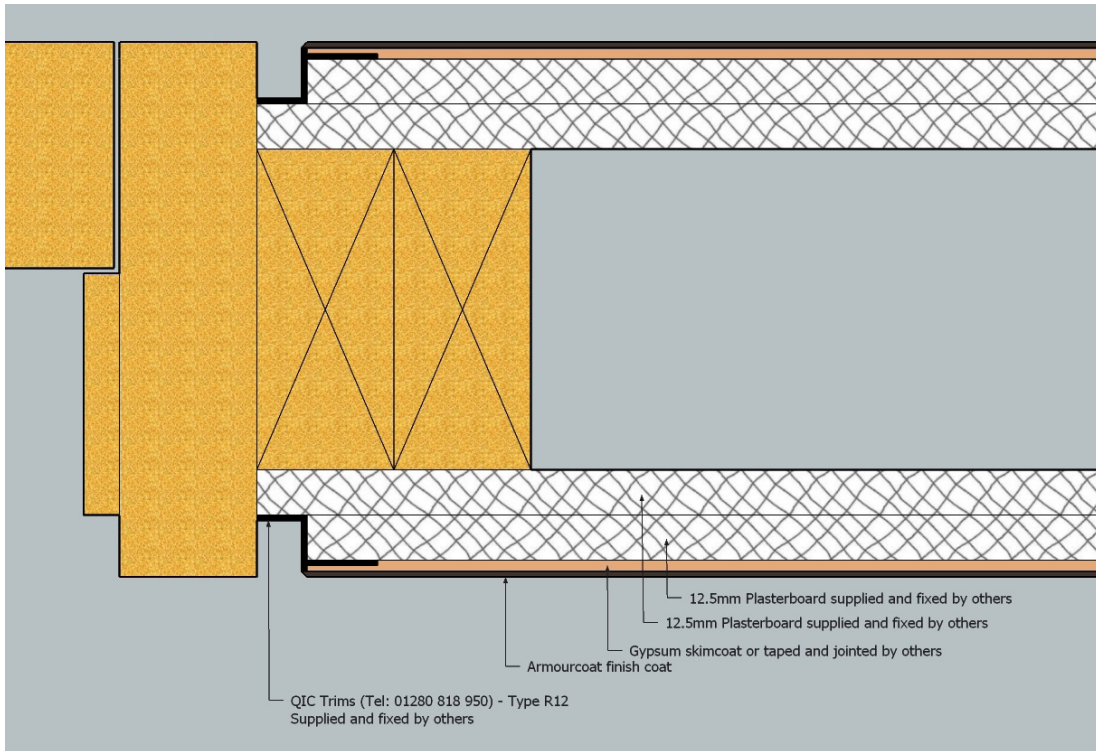 12.5mm Plasterboard supplied and fixed by others
12.5mm Plasterboard supplied and fixed by others
Gypsum skimcoat or taped and jointed by others
Armourcoat finish coat
QIC Trims (Tel: 01280 818 950) - Type R12
Supplied and fixed by others